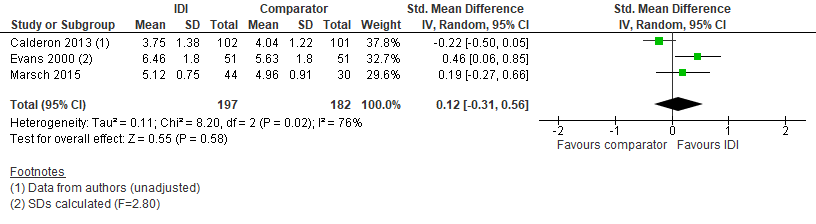 IDI Comparator Std. Mean Difference Std. Mean Difference
Study or Subgroup Mean SD Total Mean SD Total Weight IV, Random, 95% CI IV, Random, 95% CI
Calderon 2013 (1) 3.75 1.38 102 4.04 1.22 101 37.8% -0.22 [-0.50, 0.05]
Evans 2000 (2) 6.46 1.8 51 5.63 1.8 51 32.7% 0.46 [0.06, 0.85]
Marsch 2015 5.12 0.75 44 4.96 0.91 30 29.6% 0.19 [-0.27, 0.66]
Total (95% CI) 197 182 100.0% 0.12 [-0.31, 0.56]
Heterogeneity: Tau² = 0.11; Chi² = 8.20, df = 2 (P = 0.02); I² = 76%
Test for overall effect: Z = 0.55 (P = 0.58)
-2 -1 0 1 2
Favours comparator Favours IDI
Footnotes
(1) Data from authors (unadjusted)
(2) SDs calculated (F=2.80)